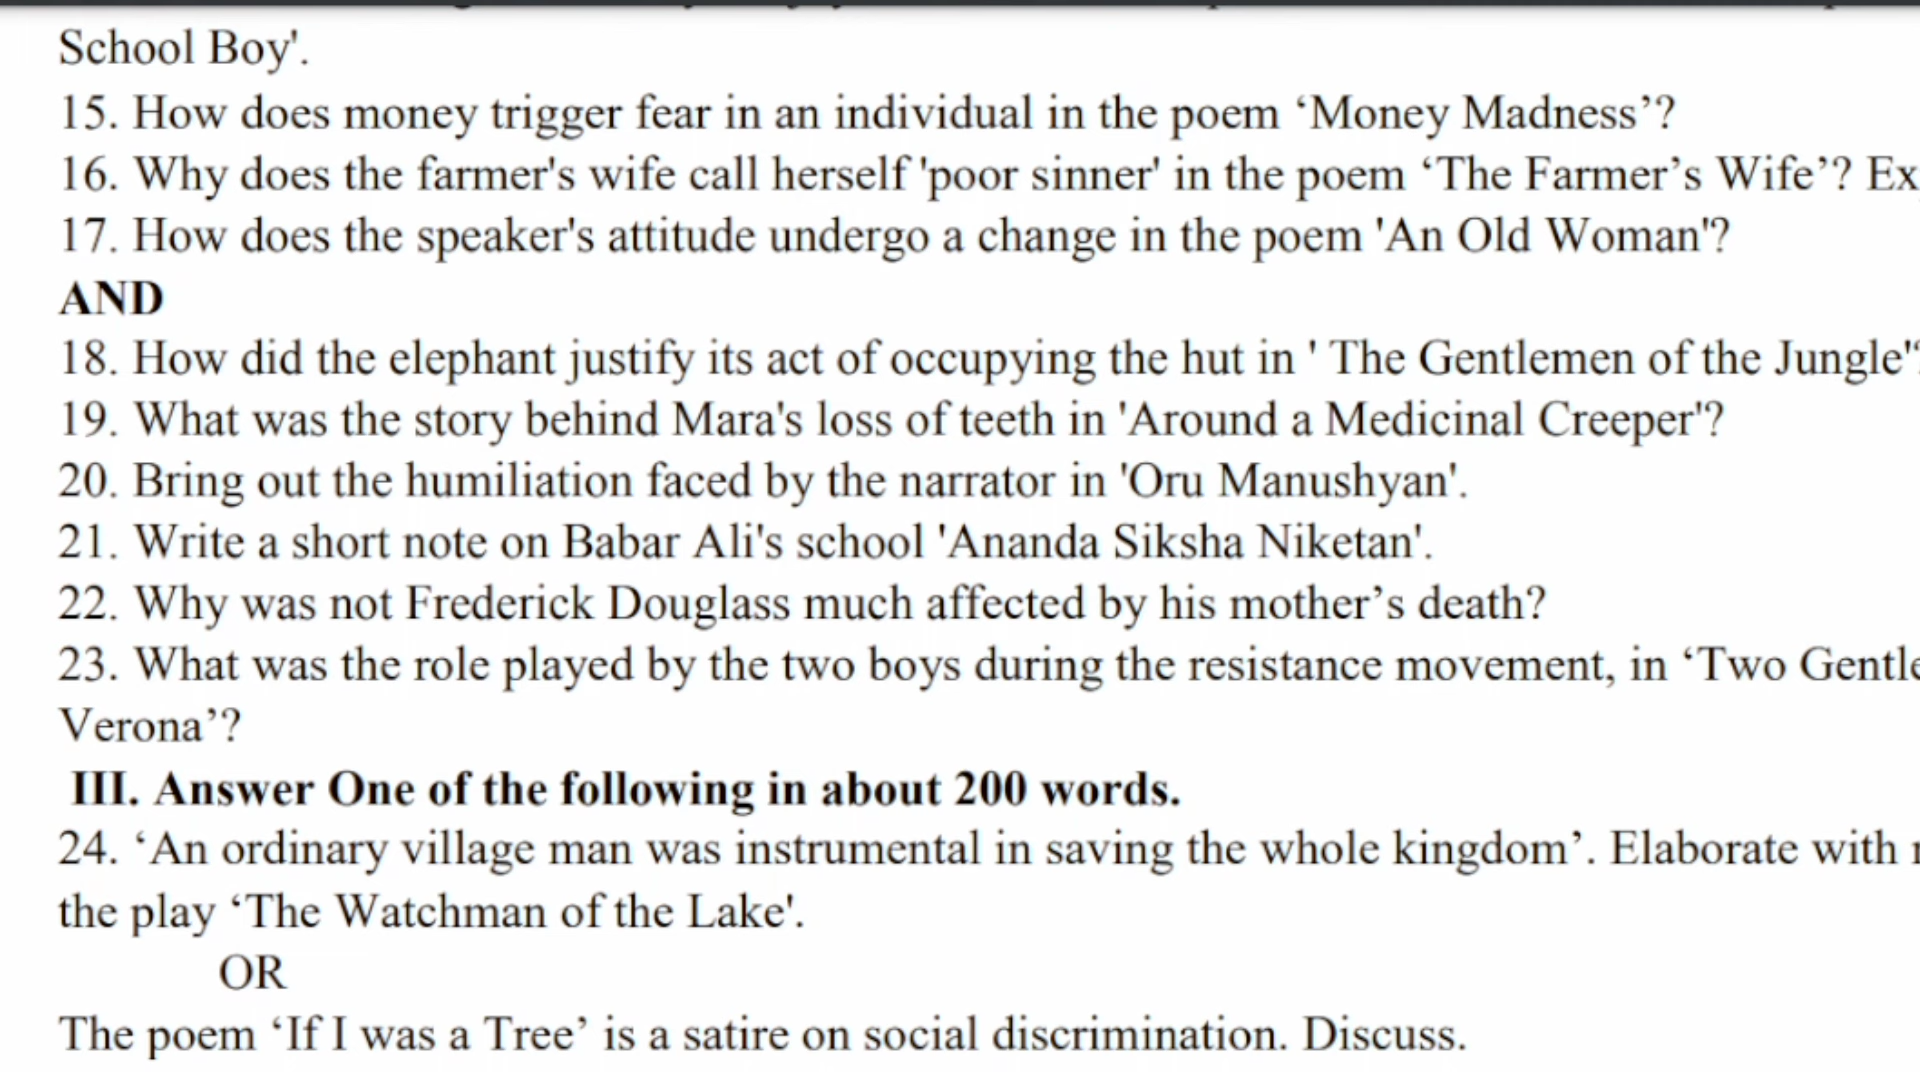 School Boy'.
15. How does money trigger fear in an individual in the poem ‘Money Madness’?
16. Why does the farmer's wife call herself 'poor sinner' in the poem ‘The Farmer’s Wife’? Ex
17. How does the speaker's attitude undergo a change in the poem 'An Old Woman'?
AND
18. How did the elephant justify its act of occupying the hut in ' The Gentlemen of the Jungle'
19. What was the story behind Mara's loss of teeth in 'Around a Medicinal Creeper'?
20. Bring out the humiliation faced by the narrator in 'Oru Manushyan'.
21. Write a short note on Babar Ali's school 'Ananda Siksha Niketan'.
22. Why was not Frederick Douglass much affected by his mother’s death?
23. What was the role played by the two boys during the resistance movement, in ‘Two Gentle
Verona’?
III. Answer One of the following in about 200 words.
24. ‘An ordinary village man was instrumental in saving the whole kingdom’. Elaborate with
the play ‘The Watchman of the Lake'.
OR
The poem ‘If I was a Tree’ is a satire on social discrimination. Discuss.